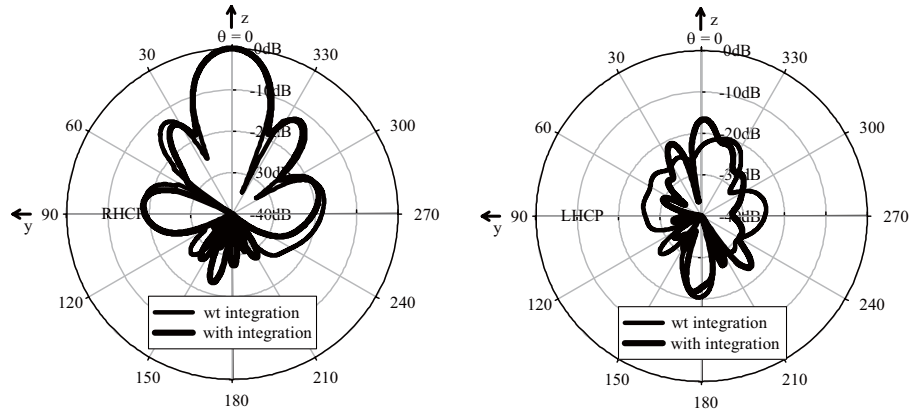 z
θ = 0
0dB
30
330
-10dB
60
300
-20dB
-30dB
90
RHCP
-40dB
270
y
120
240
wt integration
with integration
150
210
180
z
θ = 0
0dB
30
330
-10dB
60
300
-20dB
-30dB
90
LHCP
-40dB
270
y
120
240
wt integration
with integration
150
210
180